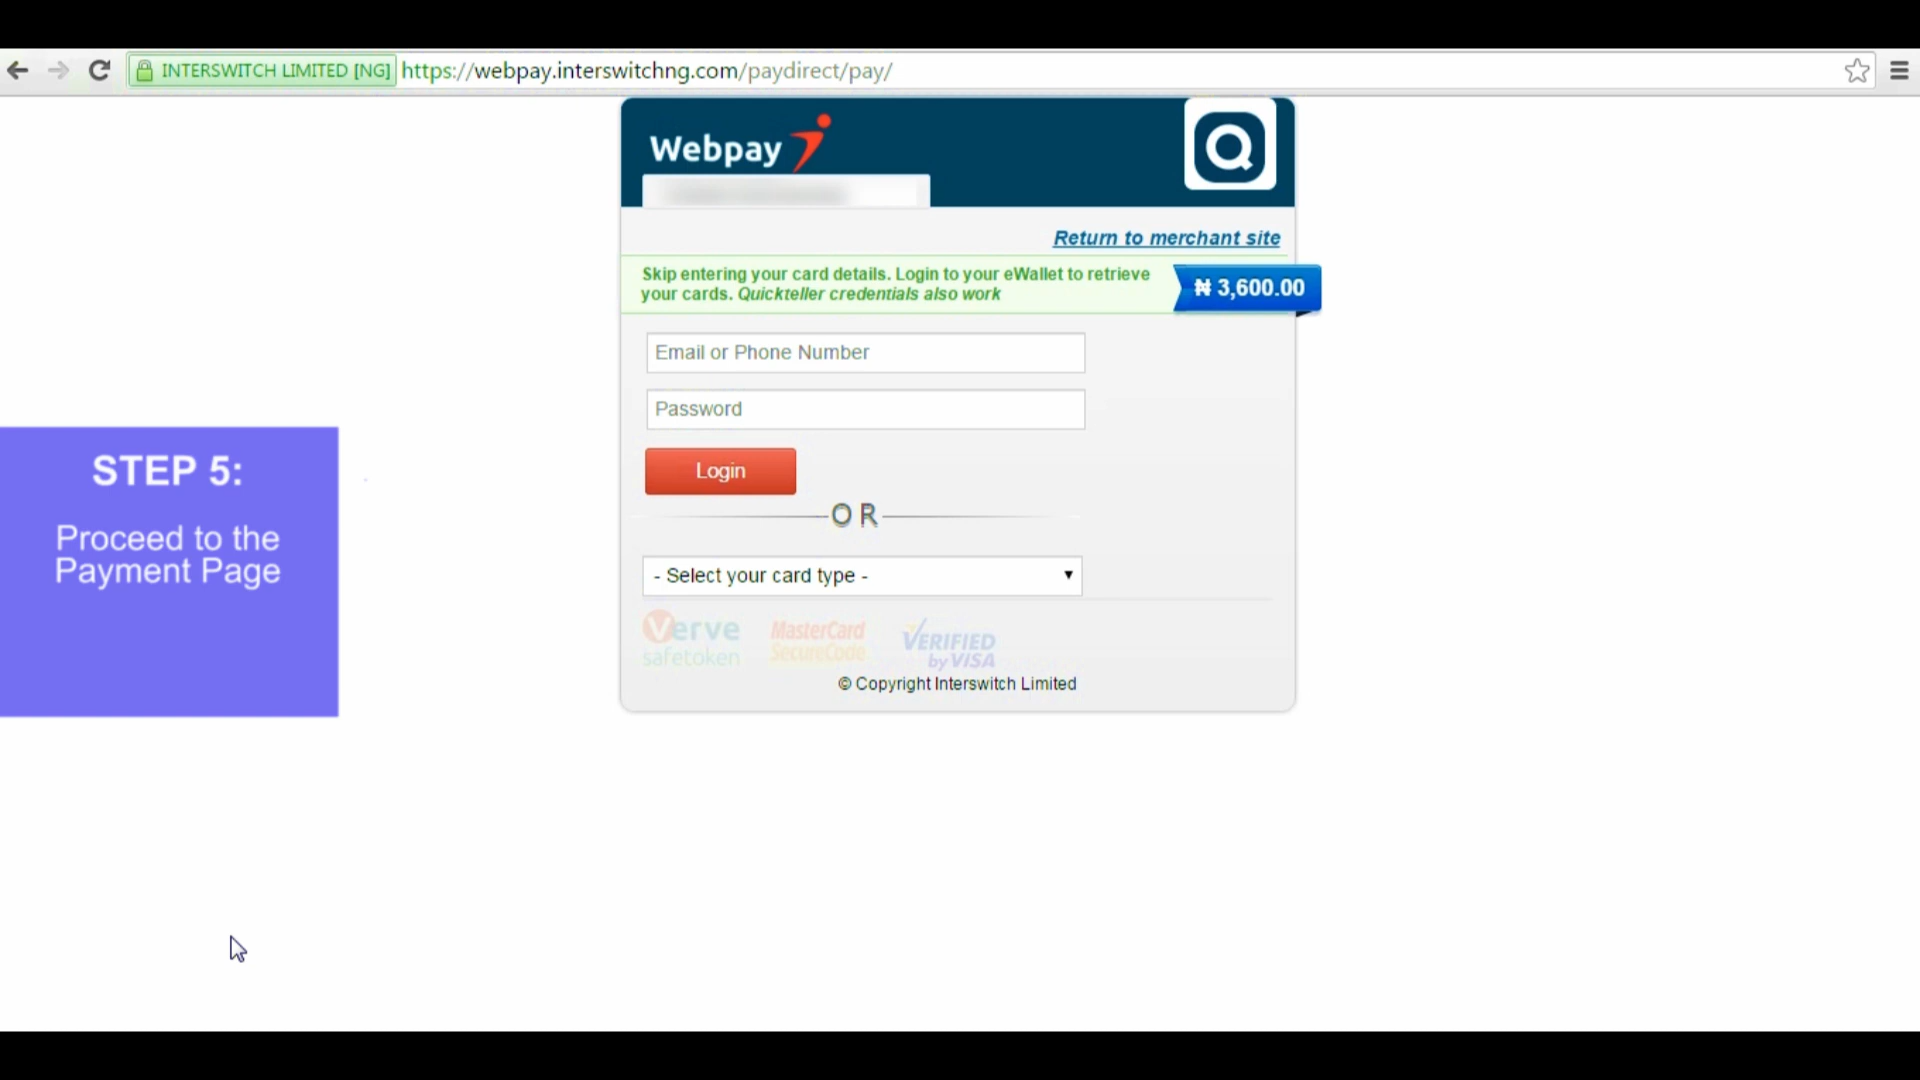 INTERSWITCH LIMITED [NG] https://webpay.interswitchng.com/paydirect/pay/
Webpay
Return to merchant site
Skip entering your card details. Login to your eWallet to retrieve
your cards. Quickteller credentials also work
₦ 3,600.00
Email or Phone Number
Password
Login
OR
- Select your card type -
Verve
safetoken
MasterCard
SecureCode
VERIFIED
by VISA
© Copyright Interswitch Limited
STEP 5:
Proceed to the
Payment Page